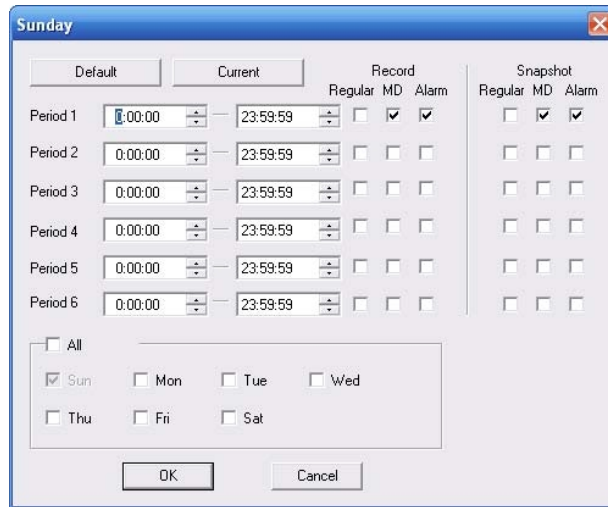 Sunday
Default Current Record Snapshot
Regular MD Alarm Regular MD Alarm
Period 1 0:00:00 — 23:59:59
Period 2 0:00:00 — 23:59:59
Period 3 0:00:00 — 23:59:59
Period 4 0:00:00 — 23:59:59
Period 5 0:00:00 — 23:59:59
Period 6 0:00:00 — 23:59:59
All
Sun Mon Tue Wed
Thu Fri Sat
OK Cancel